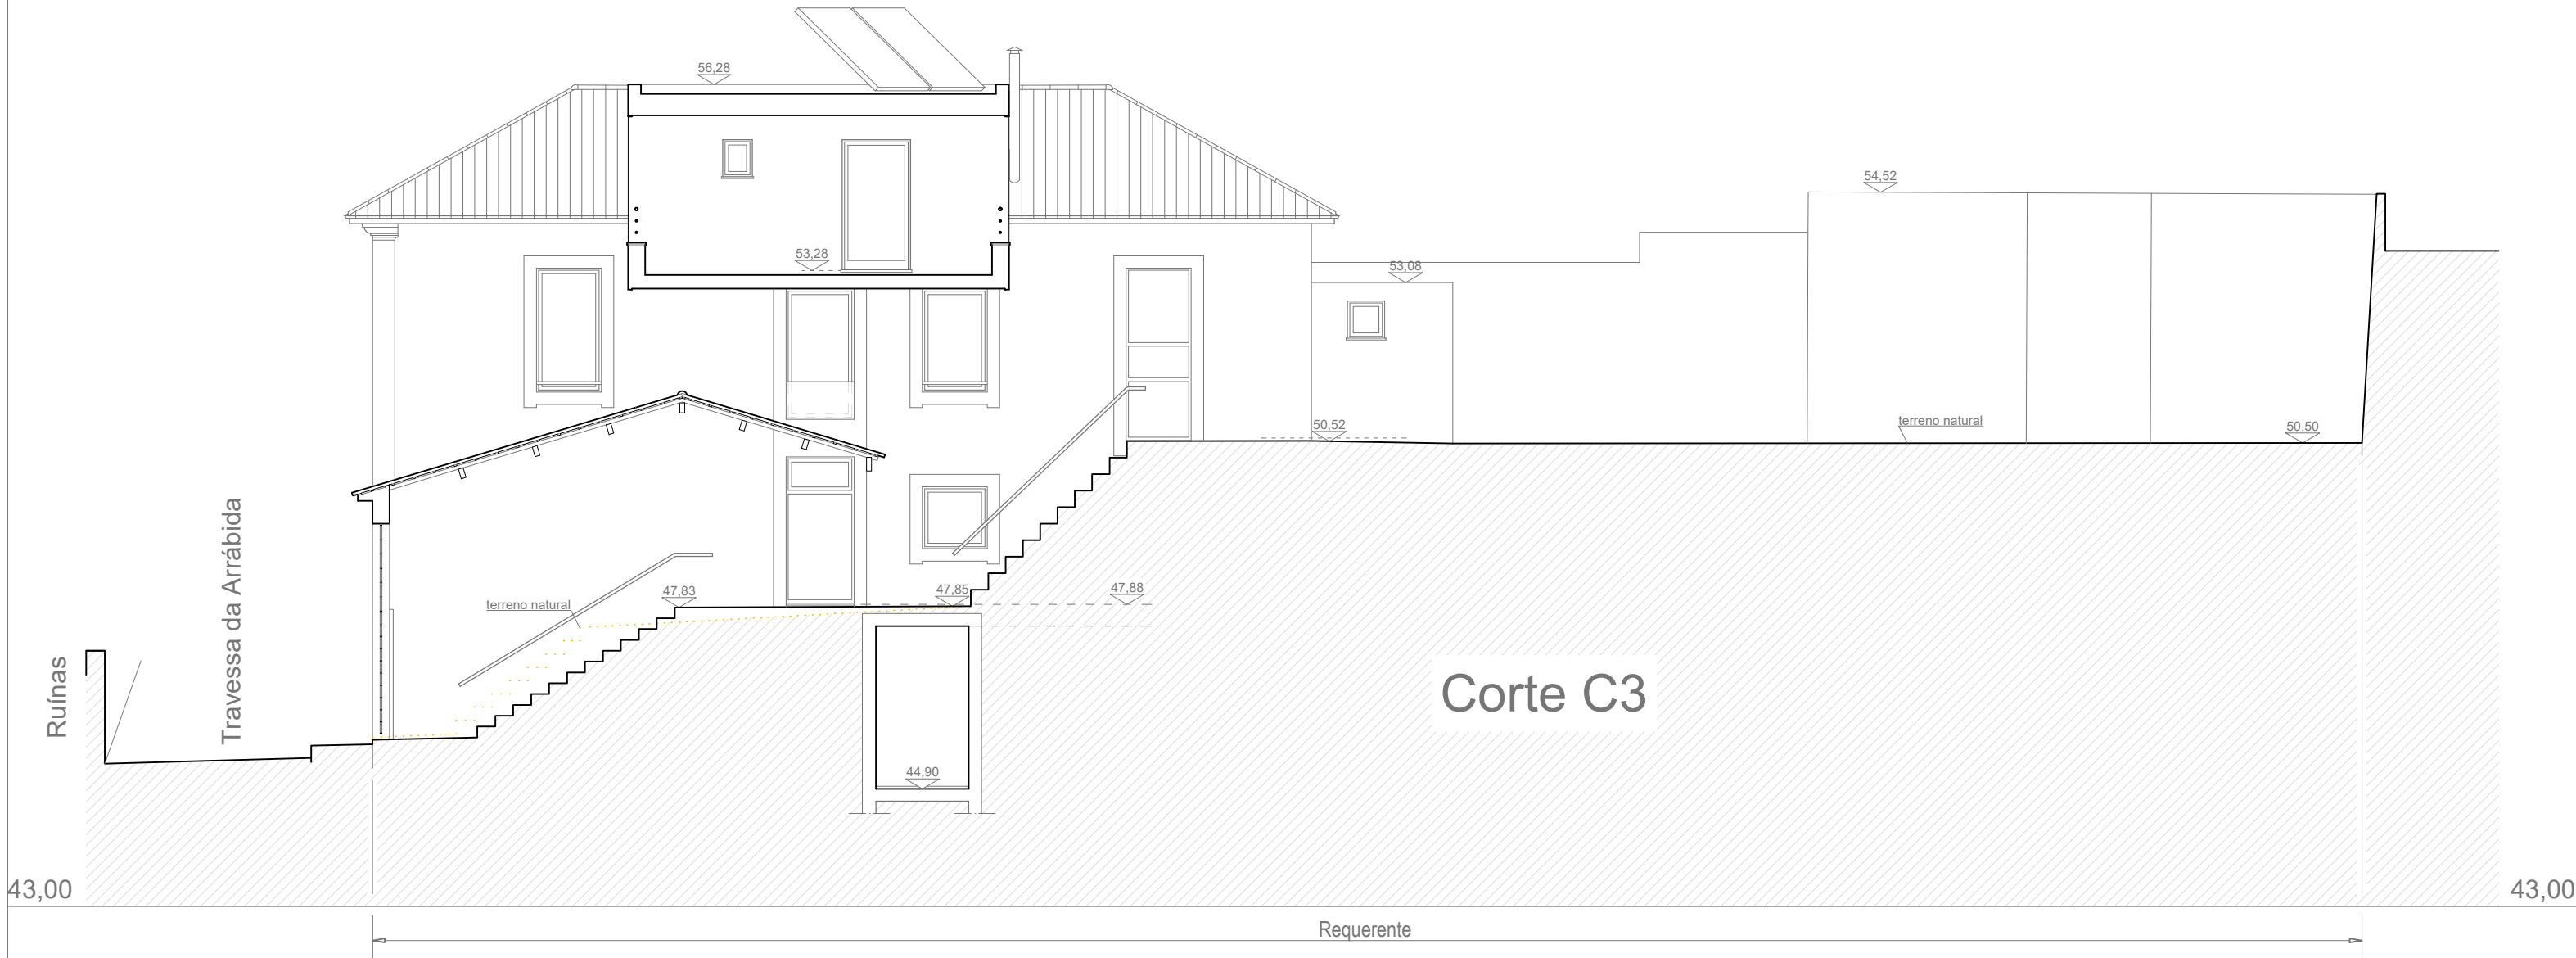 56,28
54,52
53,28
53,08
50,52
terreno natural
50,50
Travessa da Arrábida
47,83
47,85
47,88
terreno natural
Ruínas
Corte C3
44,90
43,00
43,00
Requerente